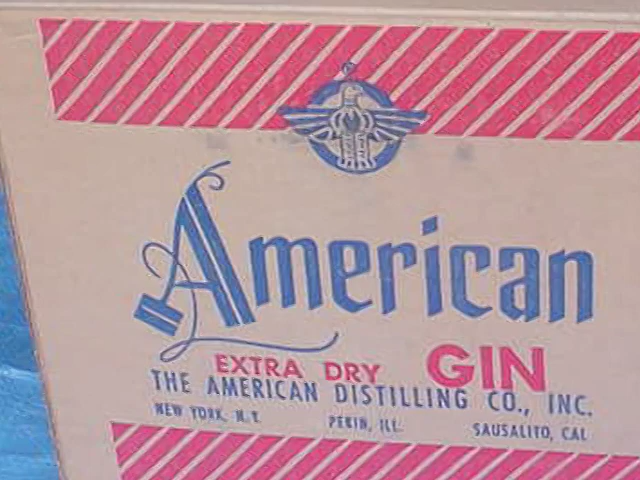 American
EXTRA DRY GIN
THE AMERICAN DISTILLING CO., INC.
NEW YORK, N.Y. PEKIN, ILL. SAUSALITO, CAL